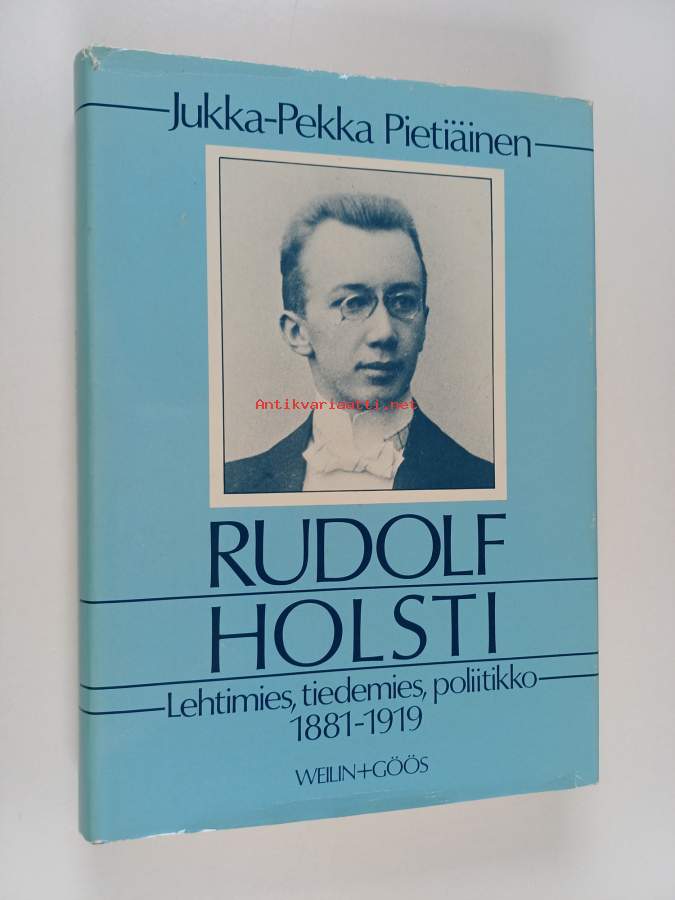 Jukka-Pekka Pietiäinen
Antikvariaatti.net
RUDOLF
HOLSTI
Lehtimies, tiedemies, poliitikko
1881-1919
WEILIN+GÖÖS